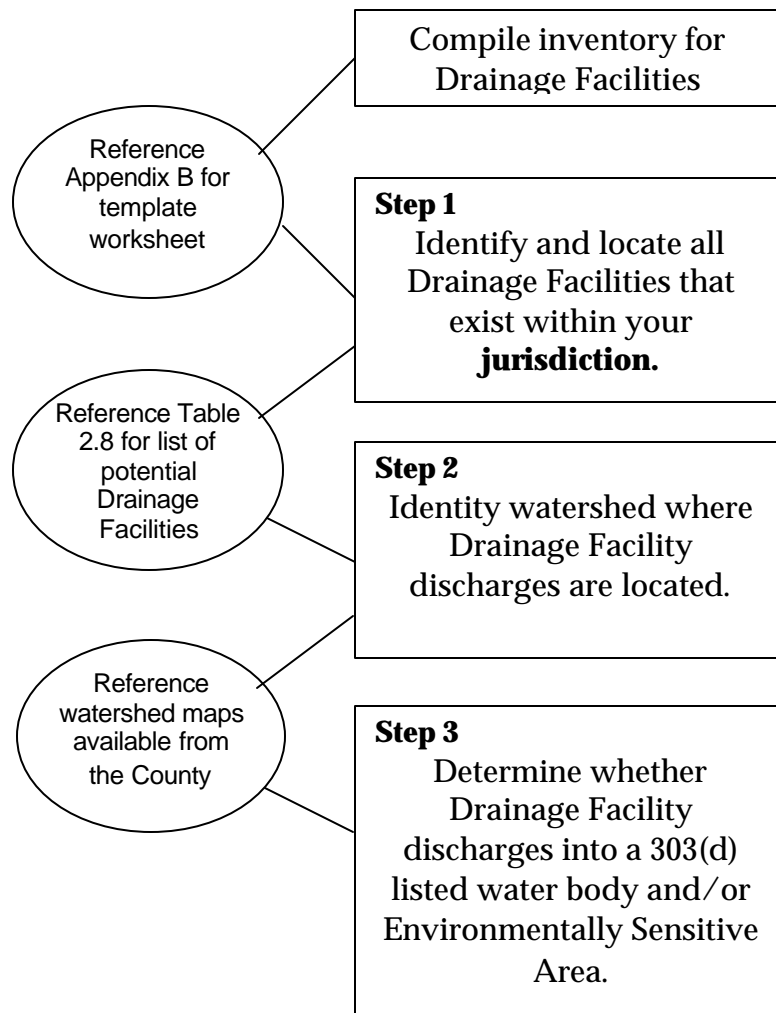 Compile inventory for
Drainage Facilities
Reference
Appendix B for
template
worksheet
Step 1
Identify and locate all
Drainage Facilities that
exist within your
jurisdiction.
Reference Table
2.8 for list of
potential
Drainage
Facilities
Step 2
Identity watershed where
Drainage Facility
discharges are located.
Reference
watershed maps
available from
the County
Step 3
Determine whether
Drainage Facility
discharges into a 303(d)
listed water body and/or
Environmentally Sensitive
Area.